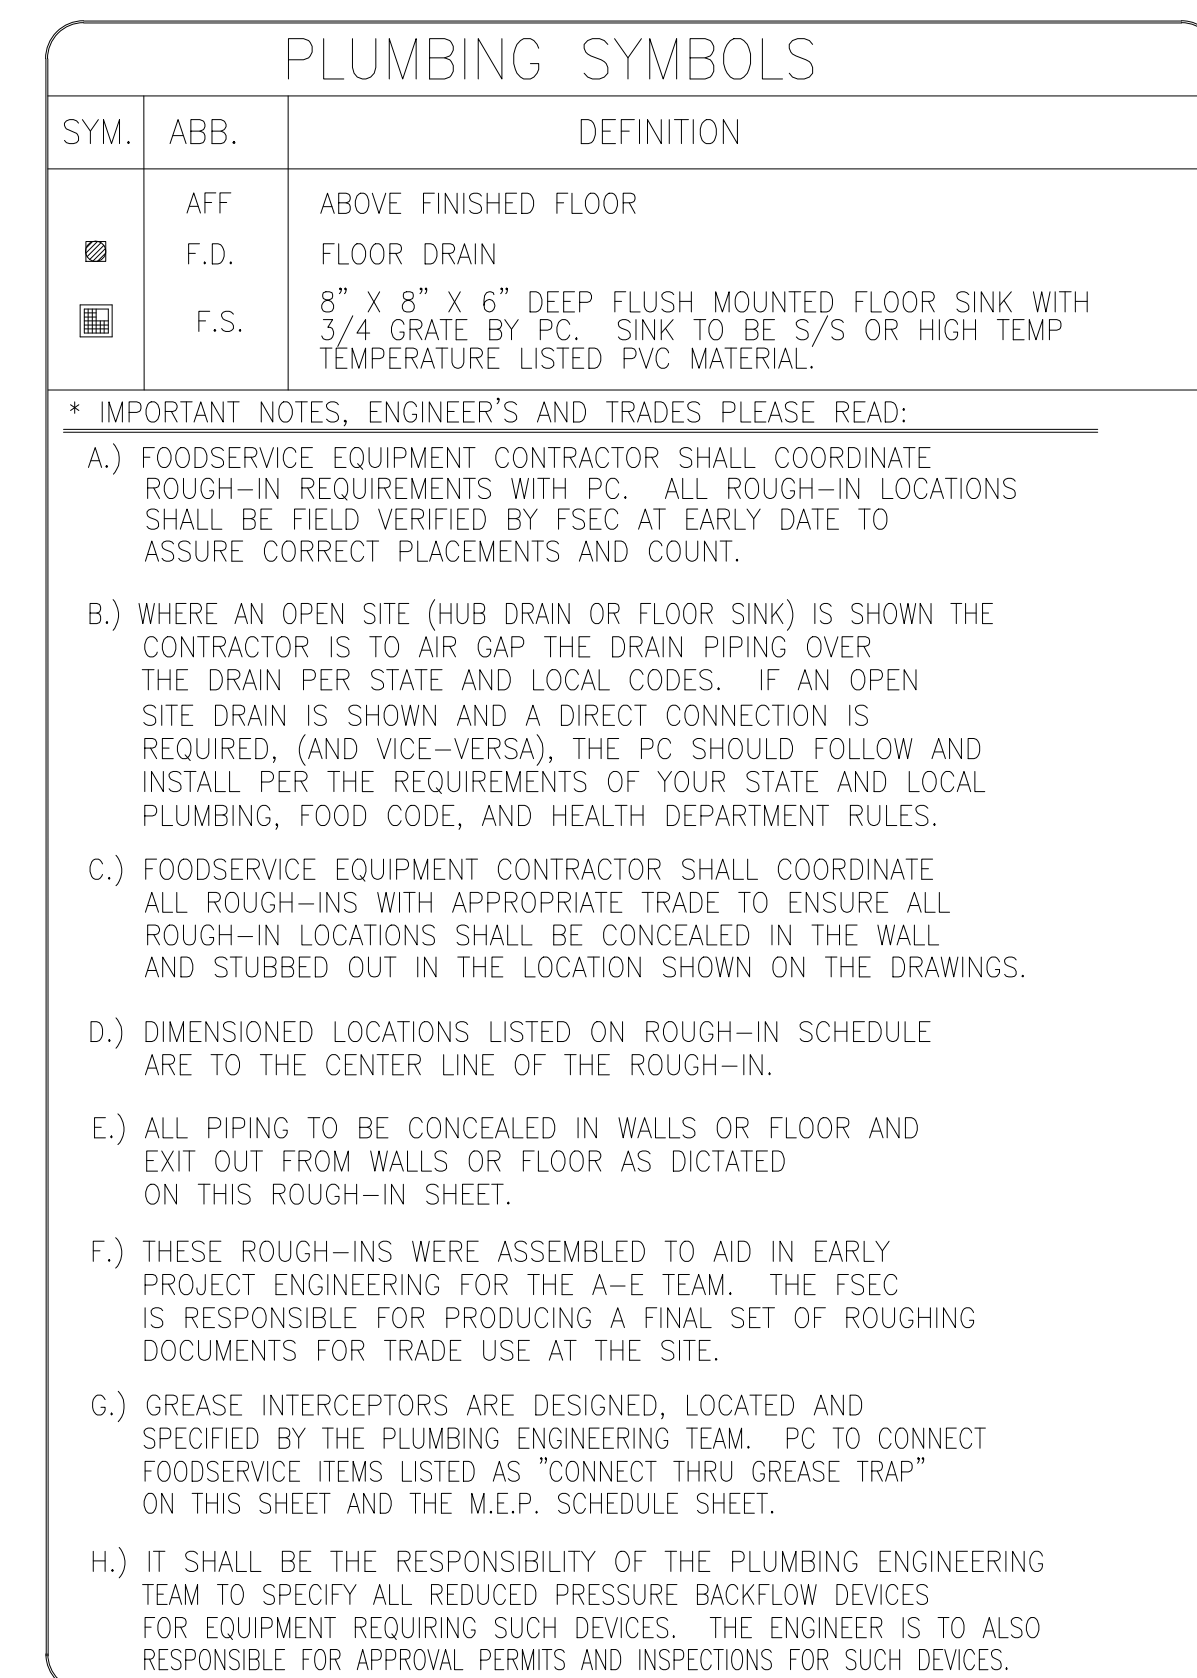 PLUMBING SYMBOLS
SYM. ABB. DEFINITION
AFF ABOVE FINISHED FLOOR
F.D. FLOOR DRAIN
F.S. 8" X 8" X 6" DEEP FLUSH MOUNTED FLOOR SINK WITH
3/4 GRATE BY PC. SINK TO BE S/S OR HIGH TEMP
TEMPERATURE LISTED PVC MATERIAL.
* IMPORTANT NOTES, ENGINEER'S AND TRADES PLEASE READ:
A.) FOODSERVICE EQUIPMENT CONTRACTOR SHALL COORDINATE
ROUGH-IN REQUIREMENTS WITH PC. ALL ROUGH-IN LOCATIONS
SHALL BE FIELD VERIFIED BY FSEC AT EARLY DATE TO
ASSURE CORRECT PLACEMENTS AND COUNT.
B.) WHERE AN OPEN SITE (HUB DRAIN OR FLOOR SINK) IS SHOWN THE
CONTRACTOR IS TO AIR GAP THE DRAIN PIPING OVER
THE DRAIN PER STATE AND LOCAL CODES. IF AN OPEN
SITE DRAIN IS SHOWN AND A DIRECT CONNECTION IS
REQUIRED, (AND VICE-VERSA), THE PC SHOULD FOLLOW AND
INSTALL PER THE REQUIREMENTS OF YOUR STATE AND LOCAL
PLUMBING, FOOD CODE, AND HEALTH DEPARTMENT RULES.
C.) FOODSERVICE EQUIPMENT CONTRACTOR SHALL COORDINATE
ALL ROUGH-INS WITH APPROPRIATE TRADE TO ENSURE ALL
ROUGH-IN LOCATIONS SHALL BE CONCEALED IN THE WALL
AND STUBBED OUT IN THE LOCATION SHOWN ON THE DRAWINGS.
D.) DIMENSIONED LOCATIONS LISTED ON ROUGH-IN SCHEDULE
ARE TO THE CENTER LINE OF THE ROUGH-IN.
E.) ALL PIPING TO BE CONCEALED IN WALLS OR FLOOR AND
EXIT OUT FROM WALLS OR FLOOR AS DICTATED
ON THIS ROUGH-IN SHEET.
F.) THESE ROUGH-INS WERE ASSEMBLED TO AID IN EARLY
PROJECT ENGINEERING FOR THE A-E TEAM. THE FSEC
IS RESPONSIBLE FOR PRODUCING A FINAL SET OF ROUGHING
DOCUMENTS FOR TRADE USE AT THE SITE.
G.) GREASE INTERCEPTORS ARE DESIGNED, LOCATED AND
SPECIFIED BY THE PLUMBING ENGINEERING TEAM. PC TO CONNECT
FOODSERVICE ITEMS LISTED AS "CONNECT THRU GREASE TRAP"
ON THIS SHEET AND THE M.E.P. SCHEDULE SHEET.
H.) IT SHALL BE THE RESPONSIBILITY OF THE PLUMBING ENGINEERING
TEAM TO SPECIFY ALL REDUCED PRESSURE BACKFLOW DEVICES
FOR EQUIPMENT REQUIRING SUCH DEVICES. THE ENGINEER IS TO ALSO
RESPONSIBLE FOR APPROVAL PERMITS AND INSPECTIONS FOR SUCH DEVICES.